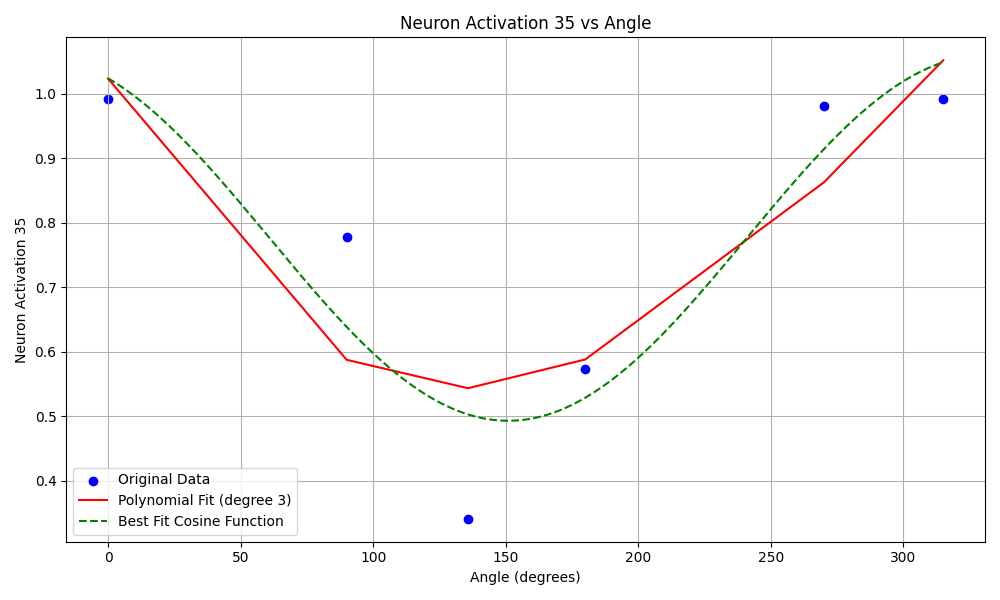 Neuron Activation 35 vs Angle
Neuron Activation 35
1.0
0.9
0.8
0.7
0.6
0.5
0.4
Original Data
Polynomial Fit (degree 3)
Best Fit Cosine Function
0 50 100 150 200 250 300
Angle (degrees)